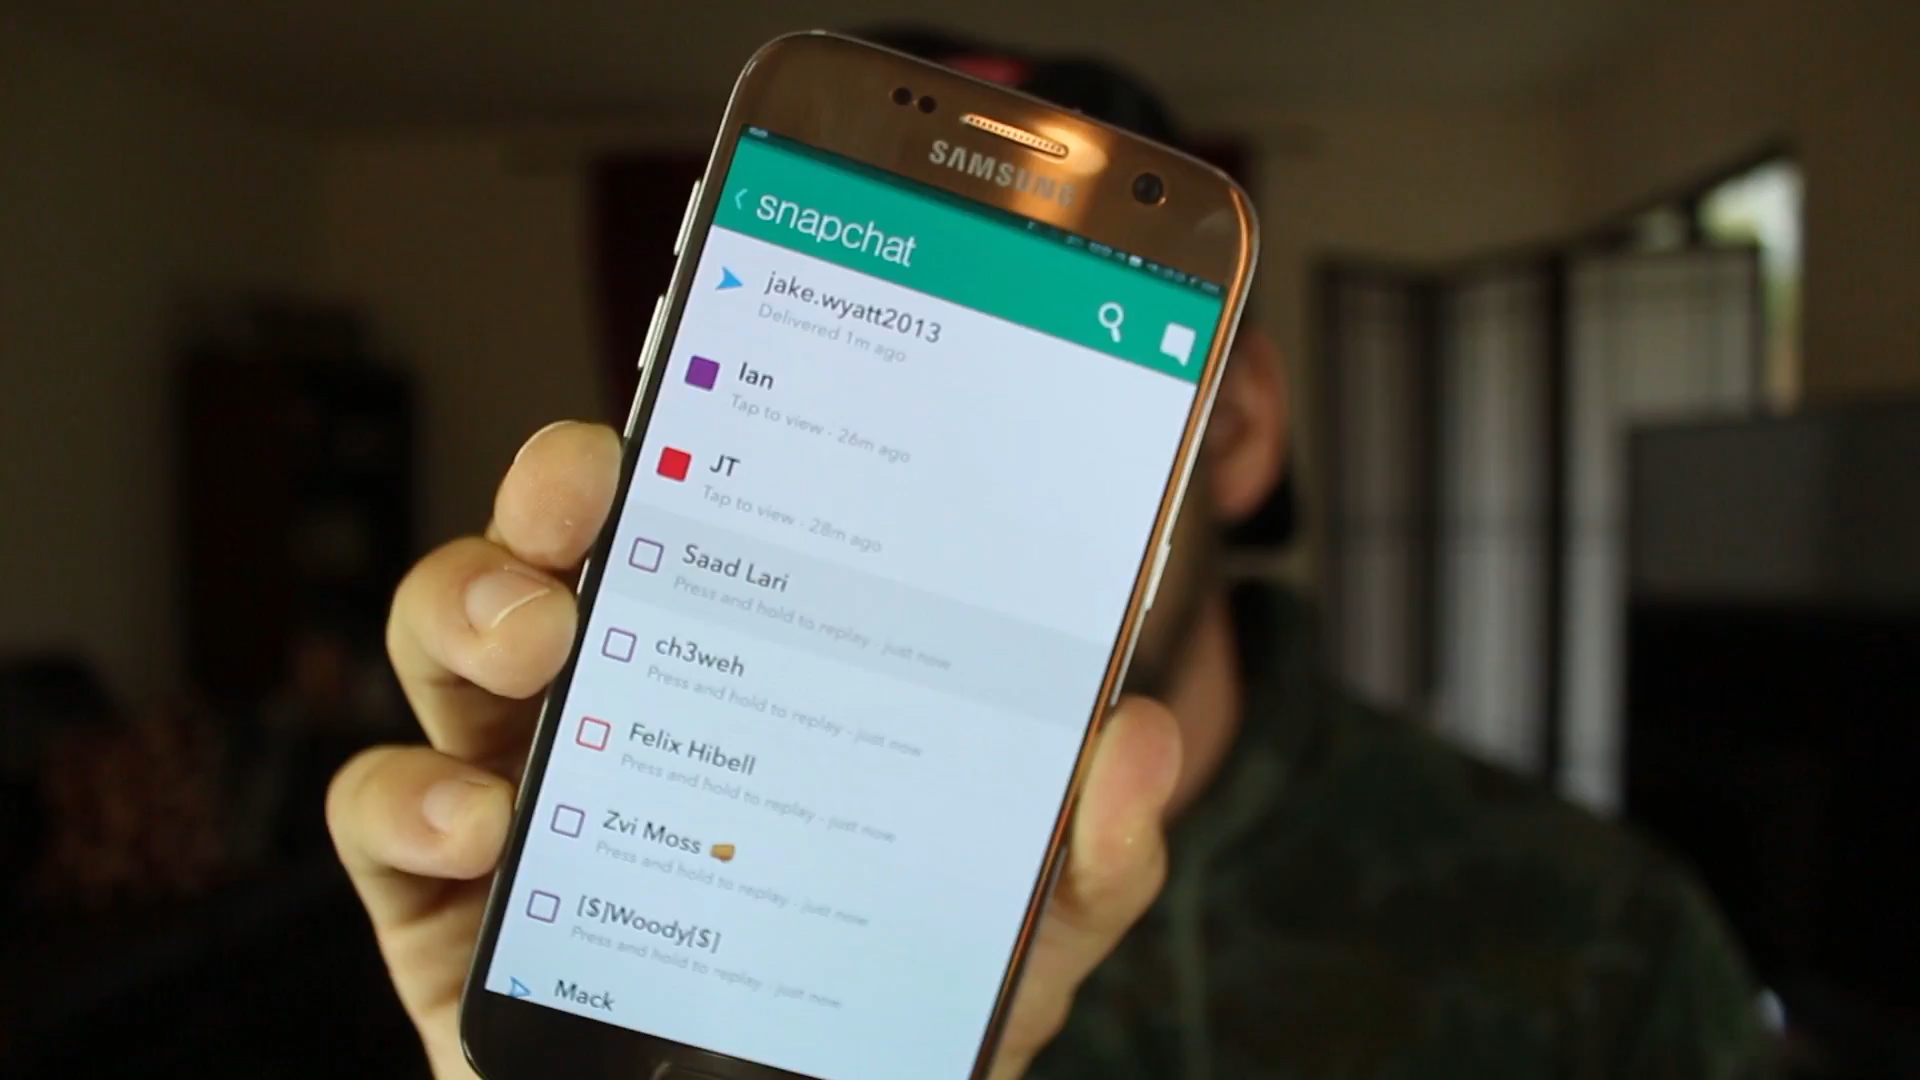 SAMSUNG
snapchat
jake.wyatt2013
Delivered 1m ago
Ian
Tap to view - 26m ago
JT
Tap to view - 28m ago
Saad Lari
Press and hold to replay - just now
ch3weh
Press and hold to replay - just now
Felix Hibell
Press and hold to replay - just now
Zvi Moss
Press and hold to replay - just now
[$]Woody[$]
Press and hold to replay - just now
Mack